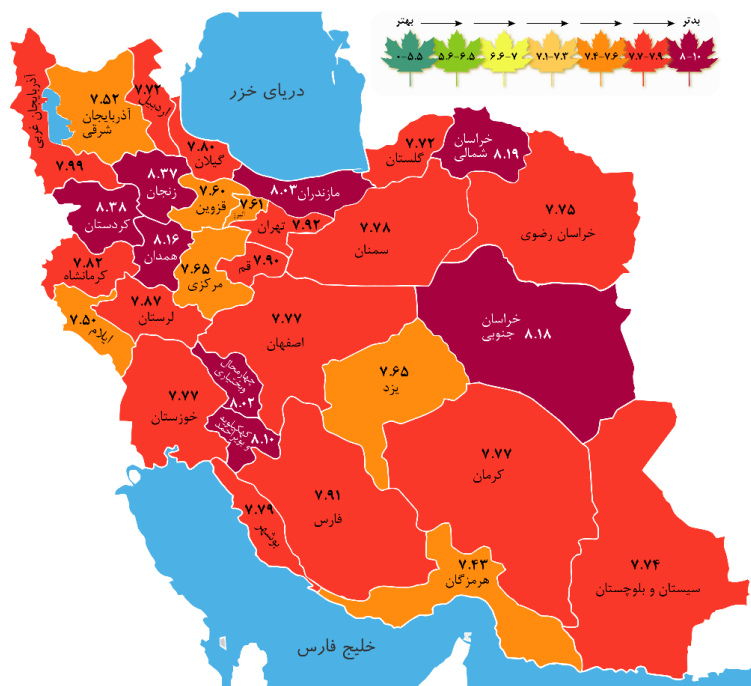 بهتر
بدتر
۰-۵.۵
۵.۶-۶.۵
۶.۶-۷
۷.۱-۷.۳
۷.۴-۷.۶
۷.۷-۷.۹
۸-۱۰
دریای خزر
آذربایجان غربی
۷.۹۹
۷.۵۲
آذربایجان
شرقی
۷.۷۲
اردبیل
۷.۸۰
گیلان
۸.۳۷
زنجان
۷.۶۰
قزوین
۷.۶۱
۸.۰۳
مازندران
۷.۷۲
گلستان
خراسان
شمالی
۸.۱۹
۷.۷۵
خراسان رضوی
۷.۷۸
سمنان
۷.۹۲
تهران
۷.۹۰
قم
۷.۶۵
مرکزی
۸.۱۶
همدان
۸.۳۸
کردستان
۷.۸۲
کرمانشاه
۷.۵۰
ایلام
۷.۸۷
لرستان
۷.۷۷
اصفهان
خراسان
جنوبی
۸.۱۸
۷.۶۵
یزد
چهارمحال
وبختیاری
۸.۰۲
۷.۷۷
خوزستان
کهگیلویه
و بویراحمد
۸.۱۰
۷.۷۷
کرمان
۷.۹۱
فارس
۷.۷۹
بوشهر
۷.۴۳
هرمزگان
۷.۷۴
سیستان و بلوچستان
خلیج فارس